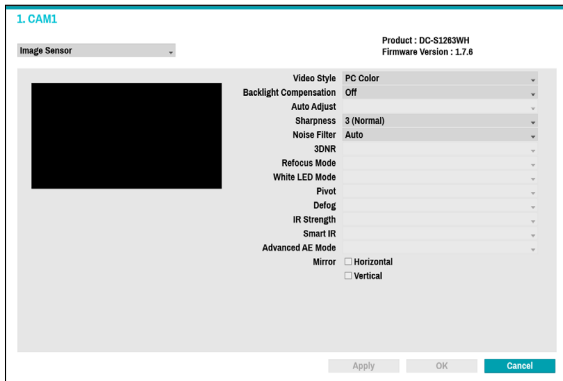 1. CAM1
Product : DC-S1263WH
Image Sensor
Firmware Version : 1.7.6
Video Style PC Color
Backlight Compensation Off
Auto Adjust
Sharpness 3 (Normal)
Noise Filter Auto
3DNR
Refocus Mode
White LED Mode
Pivot
Defog
IR Strength
Smart IR
Advanced AE Mode
Mirror Horizontal
Vertical
Apply OK Cancel